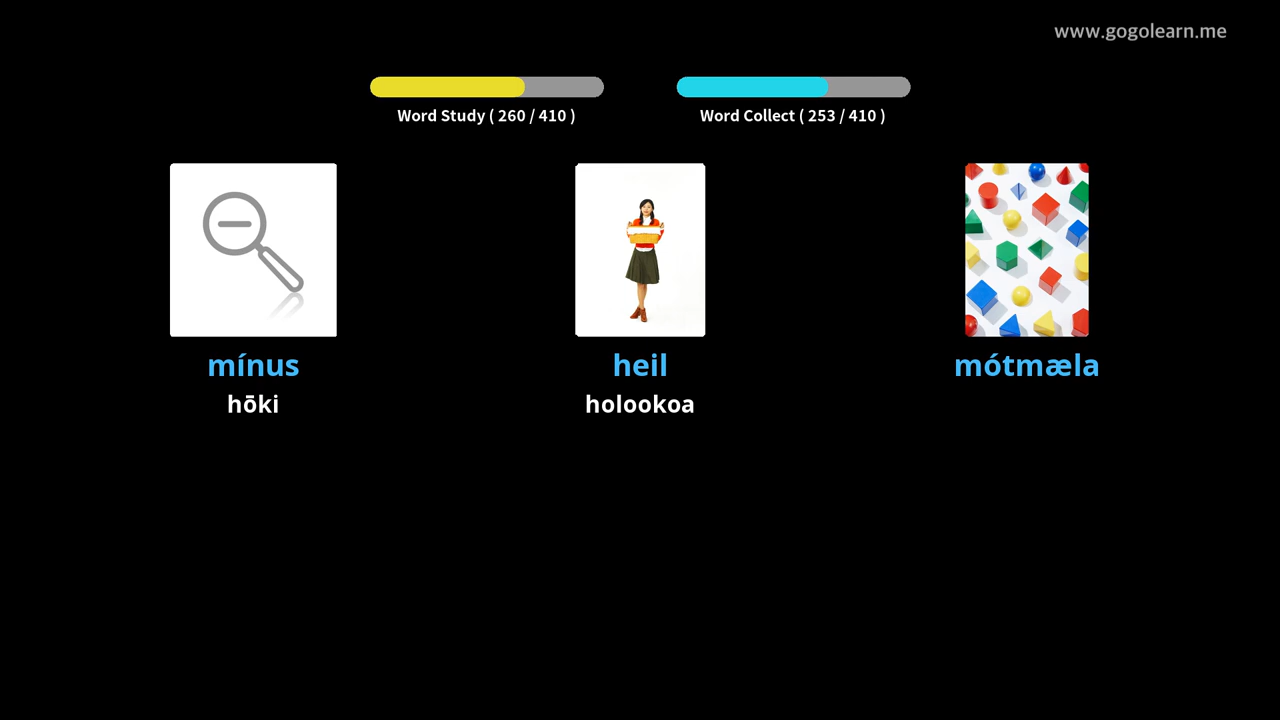 www.gogolearn.me
Word Study ( 260 / 410 )
Word Collect ( 253 / 410 )
mínus
heil
mótmæla
hōki
holookoa